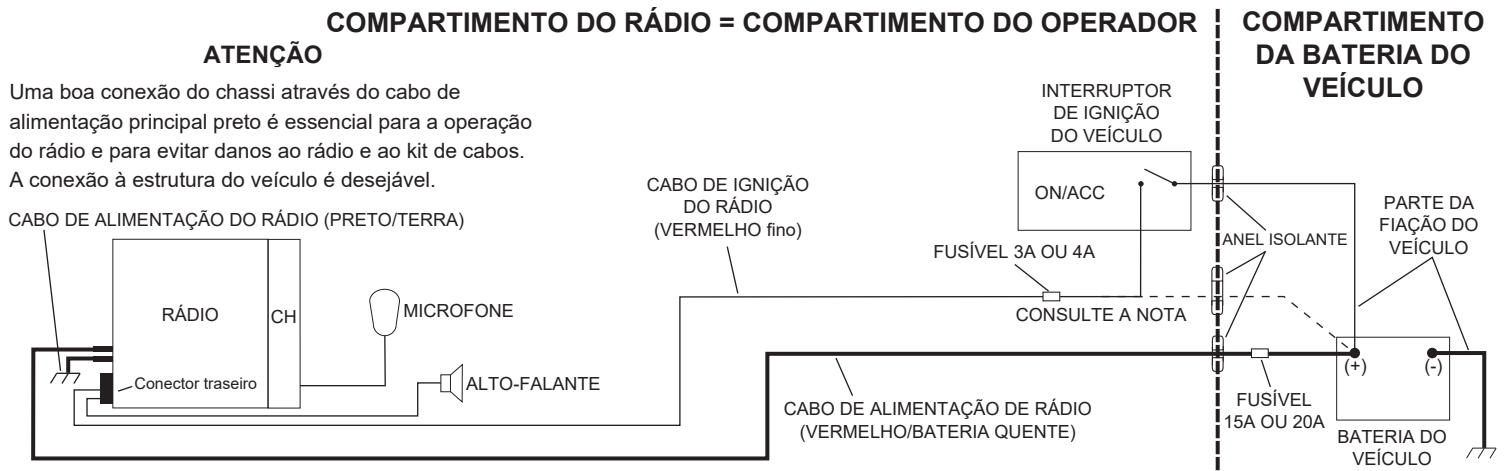 COMPARTIMENTO DO RÁDIO = COMPARTIMENTO DO OPERADOR
COMPARTIMENTO
DA BATERIA DO
VEÍCULO
ATENÇÃO
Uma boa conexão do chassi através do cabo de
alimentação principal preto é essencial para a operação
do rádio e para evitar danos ao rádio e ao kit de cabos.
A conexão à estrutura do veículo é desejável.
CABO DE ALIMENTAÇÃO DO RÁDIO (PRETO/TERRA)
RÁDIO
CH
Conector traseiro
MICROFONE
ALTO-FALANTE
CABO DE IGNIÇÃO
DO RÁDIO
(VERMELHO fino)
INTERRUPTOR
DE IGNIÇÃO
DO VEÍCULO
ON/ACC
FUSÍVEL 3A OU 4A
CONSULTE A NOTA
ANEL ISOLANTE
PARTE DA
FIAÇÃO DO
VEÍCULO
CABO DE ALIMENTAÇÃO DE RÁDIO
(VERMELHO/BATERIA QUENTE)
FUSÍVEL
15A OU 20A
(+)
(-)
BATERIA DO
VEÍCULO